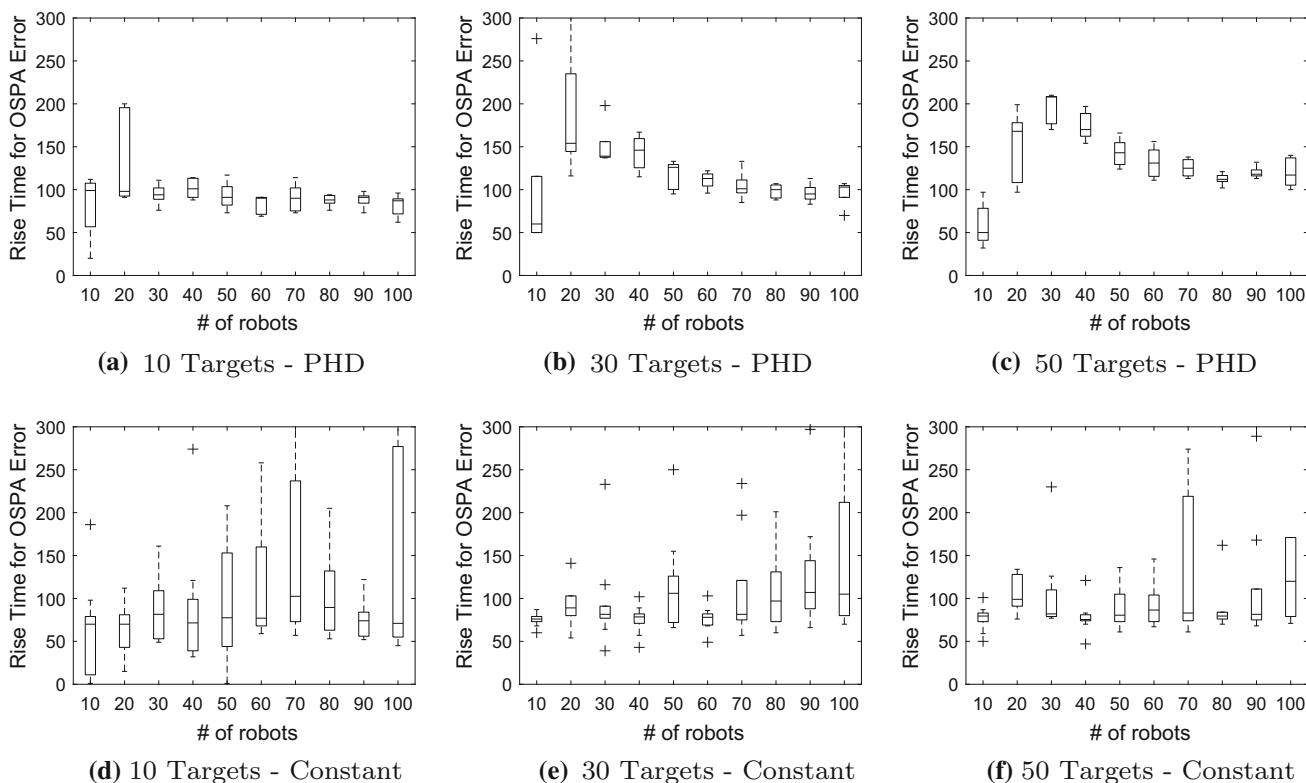 300
250
200
150
100
50
0
Rise Time for OSPA Error
10 20 30 40 50 60 70 80 90 100
# of robots
(a) 10 Targets - PHD
300
250
200
150
100
50
0
Rise Time for OSPA Error
10 20 30 40 50 60 70 80 90 100
# of robots
(b) 30 Targets - PHD
300
250
200
150
100
50
0
Rise Time for OSPA Error
10 20 30 40 50 60 70 80 90 100
# of robots
(c) 50 Targets - PHD
300
250
200
150
100
50
0
Rise Time for OSPA Error
10 20 30 40 50 60 70 80 90 100
# of robots
(d) 10 Targets - Constant
300
250
200
150
100
50
0
Rise Time for OSPA Error
10 20 30 40 50 60 70 80 90 100
# of robots
(e) 30 Targets - Constant
300
250
200
150
100
50
0
Rise Time for OSPA Error
10 20 30 40 50 60 70 80 90 100
# of robots
(f) 50 Targets - Constant